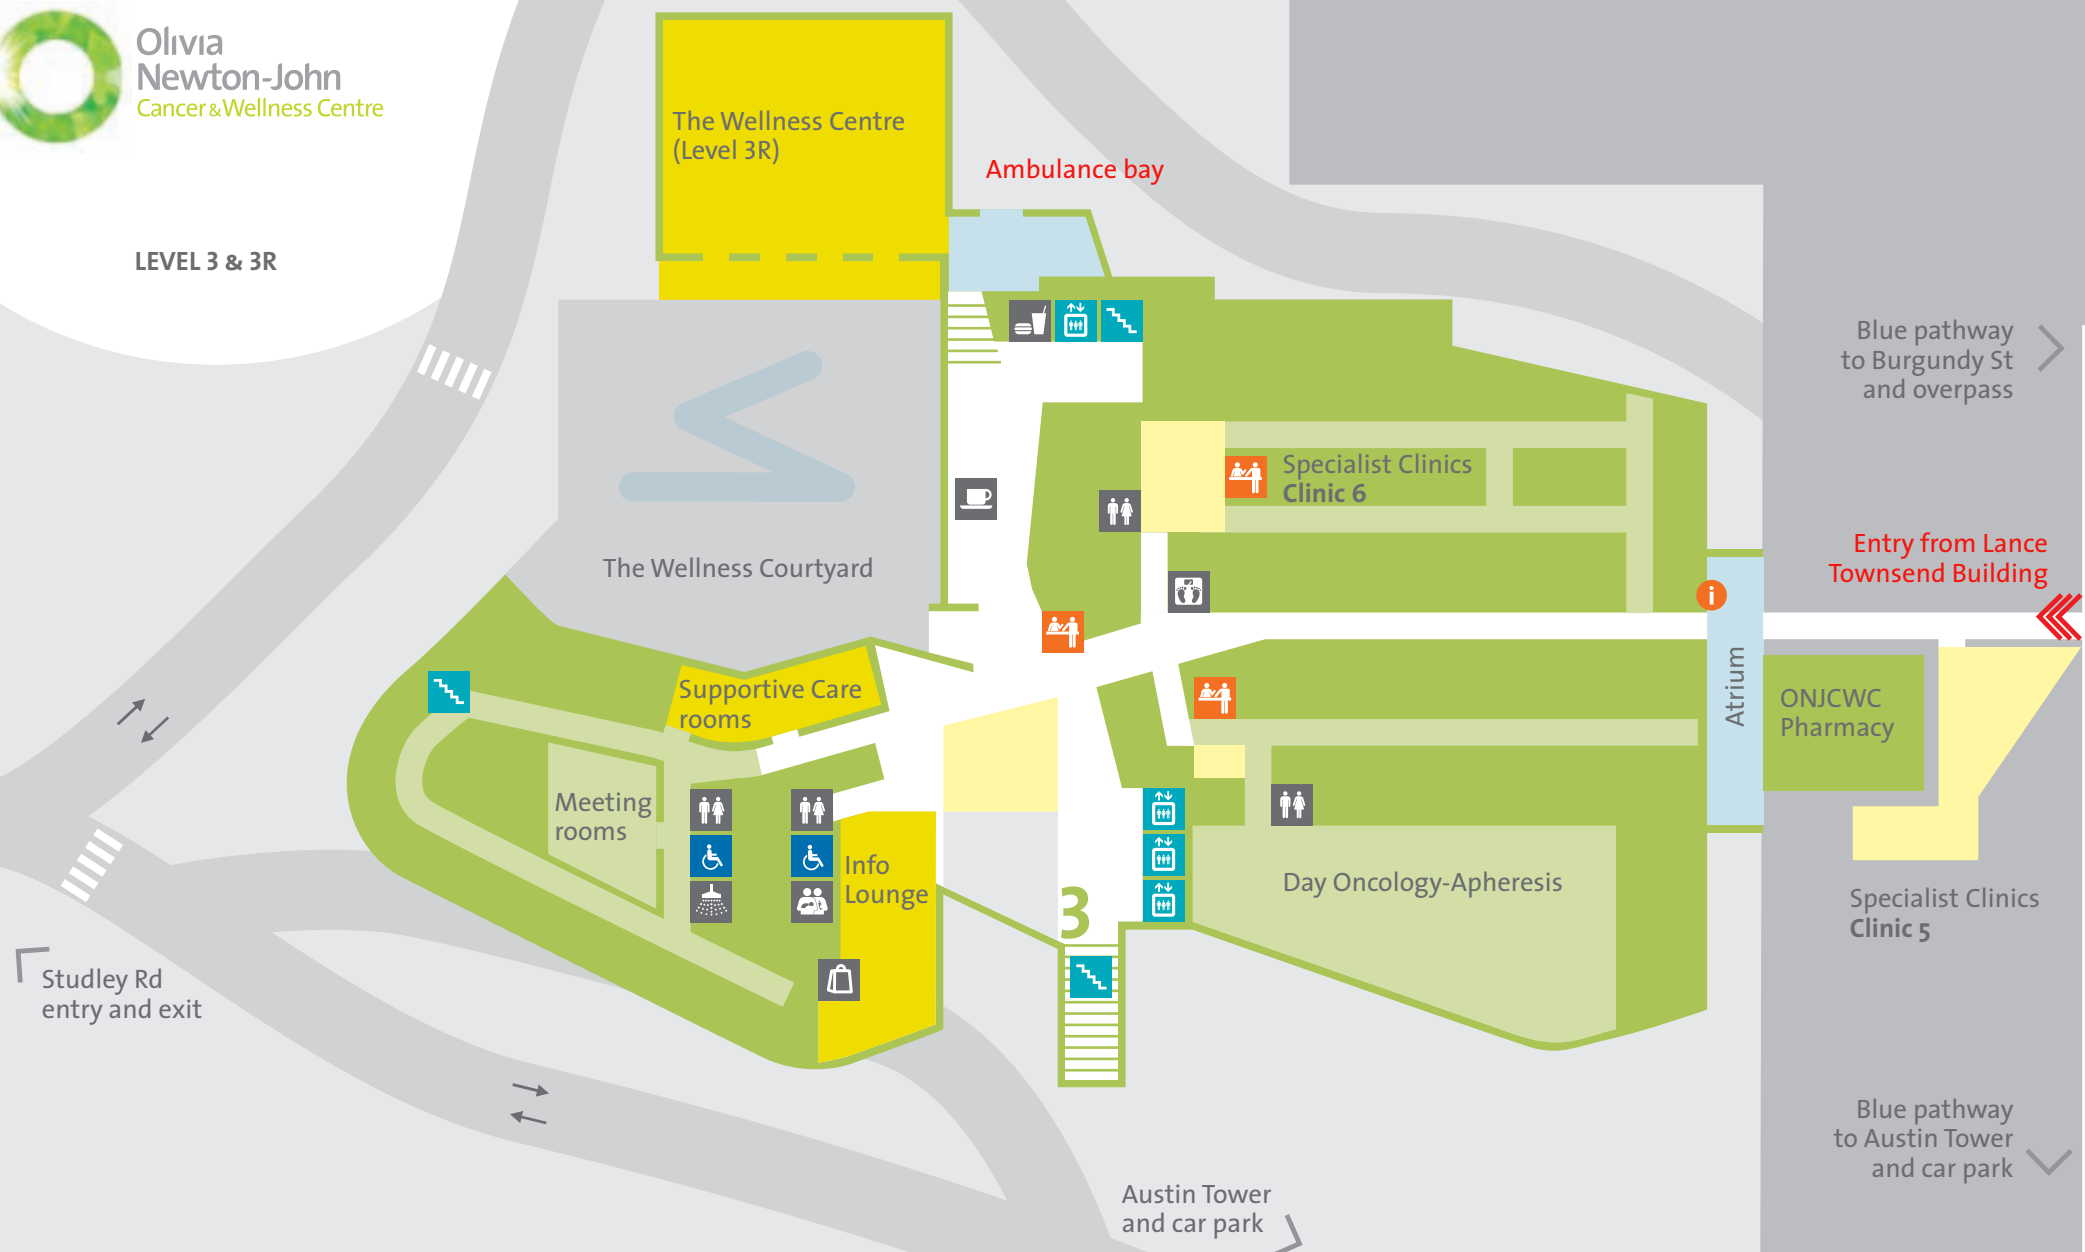 Olivia
Newton-John
Cancer & Wellness Centre
LEVEL 3 & 3R
The Wellness Centre
(Level 3R)
Ambulance bay
Blue pathway
to Burgundy St
and overpass
Specialist Clinics
Clinic 6
Entry from Lance
Townsend Building
The Wellness Courtyard
i
Supportive Care
rooms
Atrium
ONJCWC
Pharmacy
Meeting
rooms
Info
Lounge
3
Day Oncology-Apheresis
Specialist Clinics
Clinic 5
Studley Rd
entry and exit
Blue pathway
to Austin Tower
and car park
Austin Tower
and car park